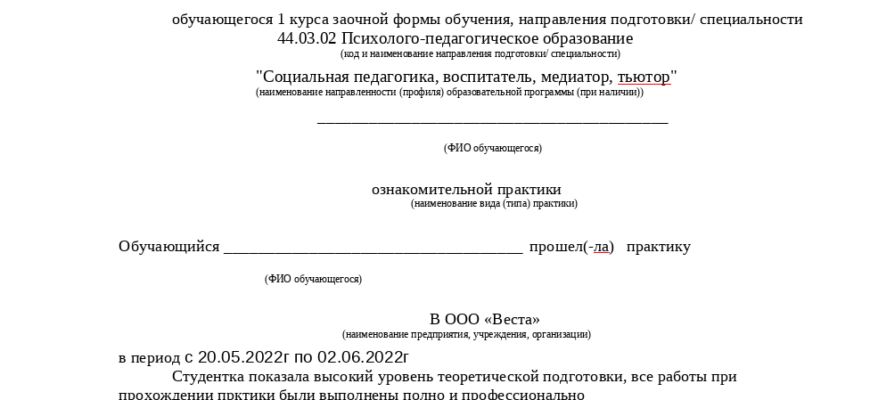 обучающегося 1 курса заочной формы обучения, направления подготовки/ специальности
44.03.02 Психолого-педагогическое образование
(код и наименование направления подготовки/ специальности)
"Социальная педагогика, воспитатель, медиатор, тьютор"
(наименование направленности (профиля) образовательной программы (при наличии))
__________________________________________
(ФИО обучающегося)
ознакомительной практики
(наименование вида (типа) практики)
Обучающийся ____________________________________ прошел(-ла) практику
(ФИО обучающегося)
В ООО «Веста»
(наименование предприятия, учреждения, организации)
в период с 20.05.2022г по 02.06.2022г
Студентка показала высокий уровень теоретической подготовки, все работы при
прохождении прктики были выполнены полно и профессионально